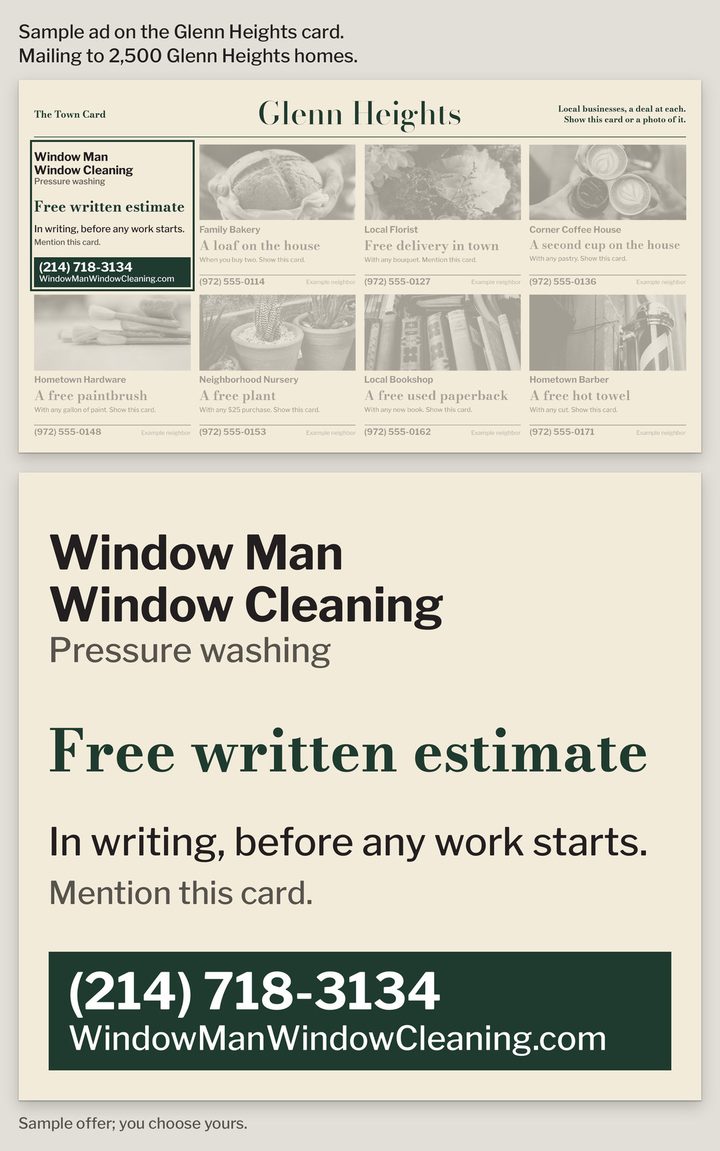 Sample ad on the Glenn Heights card.
Mailing to 2,500 Glenn Heights homes.
The Town Card
Glenn Heights
Local businesses, a deal at each.
Show this card or a photo of it.
Window Man
Window Cleaning
Pressure washing
Free written estimate
In writing, before any work starts.
Mention this card.
(214) 718-3134
WindowManWindowCleaning.com
Family Bakery
A loaf on the house
When you buy two. Show this card.
(972) 555-0114
Example neighbor
Local Florist
Free delivery in town
With any bouquet. Mention this card.
(972) 555-0127
Example neighbor
Corner Coffee House
A second cup on the house
With any pastry. Show this card.
(972) 555-0136
Example neighbor
Hometown Hardware
A free paintbrush
With any gallon of paint. Show this card.
(972) 555-0148
Example neighbor
Neighborhood Nursery
A free plant
With any $25 purchase. Show this card.
(972) 555-0153
Example neighbor
Local Bookshop
A free used paperback
With any new book. Show this card.
(972) 555-0162
Example neighbor
Hometown Barber
A free hot towel
With any cut. Show this card.
(972) 555-0171
Example neighbor
Window Man
Window Cleaning
Pressure washing
Free written estimate
In writing, before any work starts.
Mention this card.
(214) 718-3134
WindowManWindowCleaning.com
Sample offer; you choose yours.